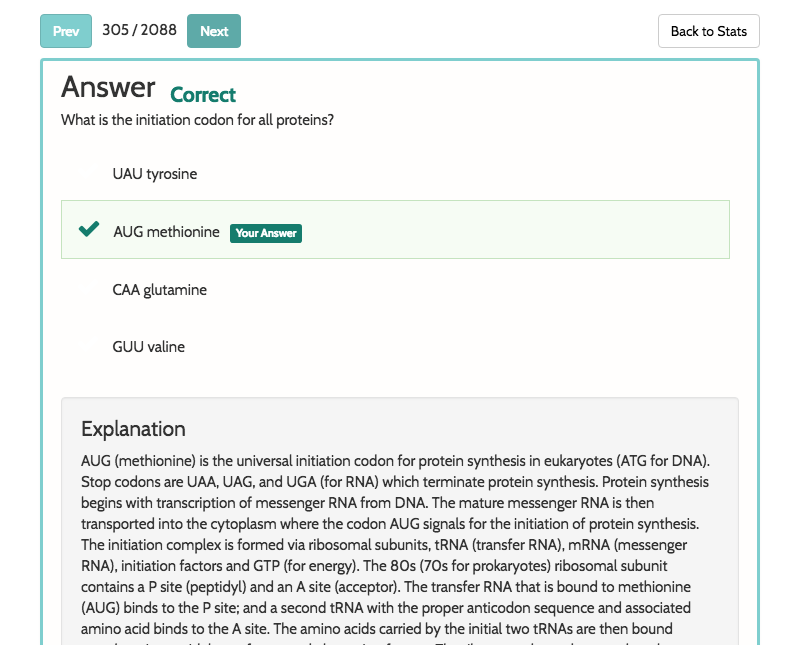 Prev 305 / 2088 Next Back to Stats
Answer Correct
What is the initiation codon for all proteins?
UAU tyrosine
AUG methionine Your Answer
CAA glutamine
GUU valine
Explanation
AUG (methionine) is the universal initiation codon for protein synthesis in eukaryotes (ATG for DNA).
Stop codons are UAA, UAG, and UGA (for RNA) which terminate protein synthesis. Protein synthesis
begins with transcription of messenger RNA from DNA. The mature messenger RNA is then
transported into the cytoplasm where the codon AUG signals for the initiation of protein synthesis.
The initiation complex is formed via ribosomal subunits, tRNA (transfer RNA), mRNA (messenger
RNA), initiation factors and GTP (for energy). The 80s (70s for prokaryotes) ribosomal subunit
contains a P site (peptidyl) and an A site (acceptor). The transfer RNA that is bound to methionine
(AUG) binds to the P site; and a second tRNA with the proper anticodon sequence and associated
amino acid binds to the A site. The amino acids carried by the initial two tRNAs are then bound